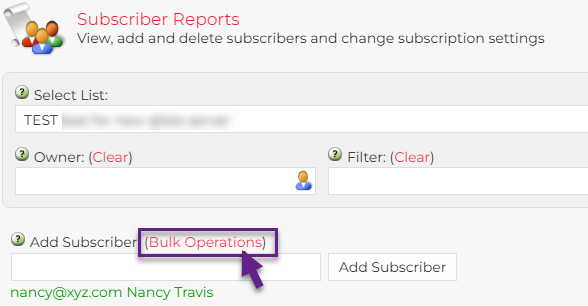 Subscriber Reports
View, add and delete subscribers and change subscription settings
Select List:
TEST
Owner: (Clear)
Filter: (Clear)
Add Subscriber (Bulk Operations)
Add Subscriber
nancy@xyz.com Nancy Travis